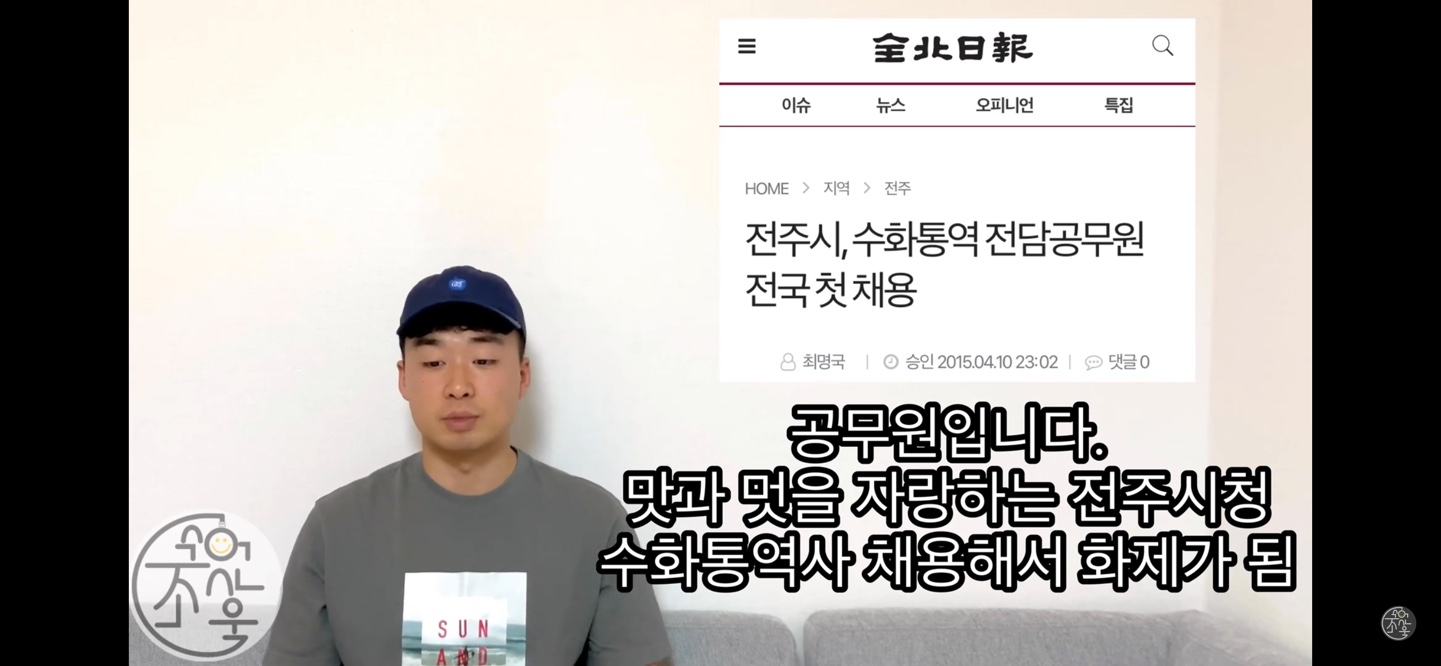 全北日報
이슈 뉴스 오피니언 특집
HOME > 지역 > 전주
전주시, 수화통역 전담공무원
전국 첫 채용
최명국 | 승인 2015.04.10 23:02 | 댓글 0
공무원입니다.
맛과 멋을 자랑하는 전주시청
수화통역사 채용해서 화제가 됨
SUN
AND